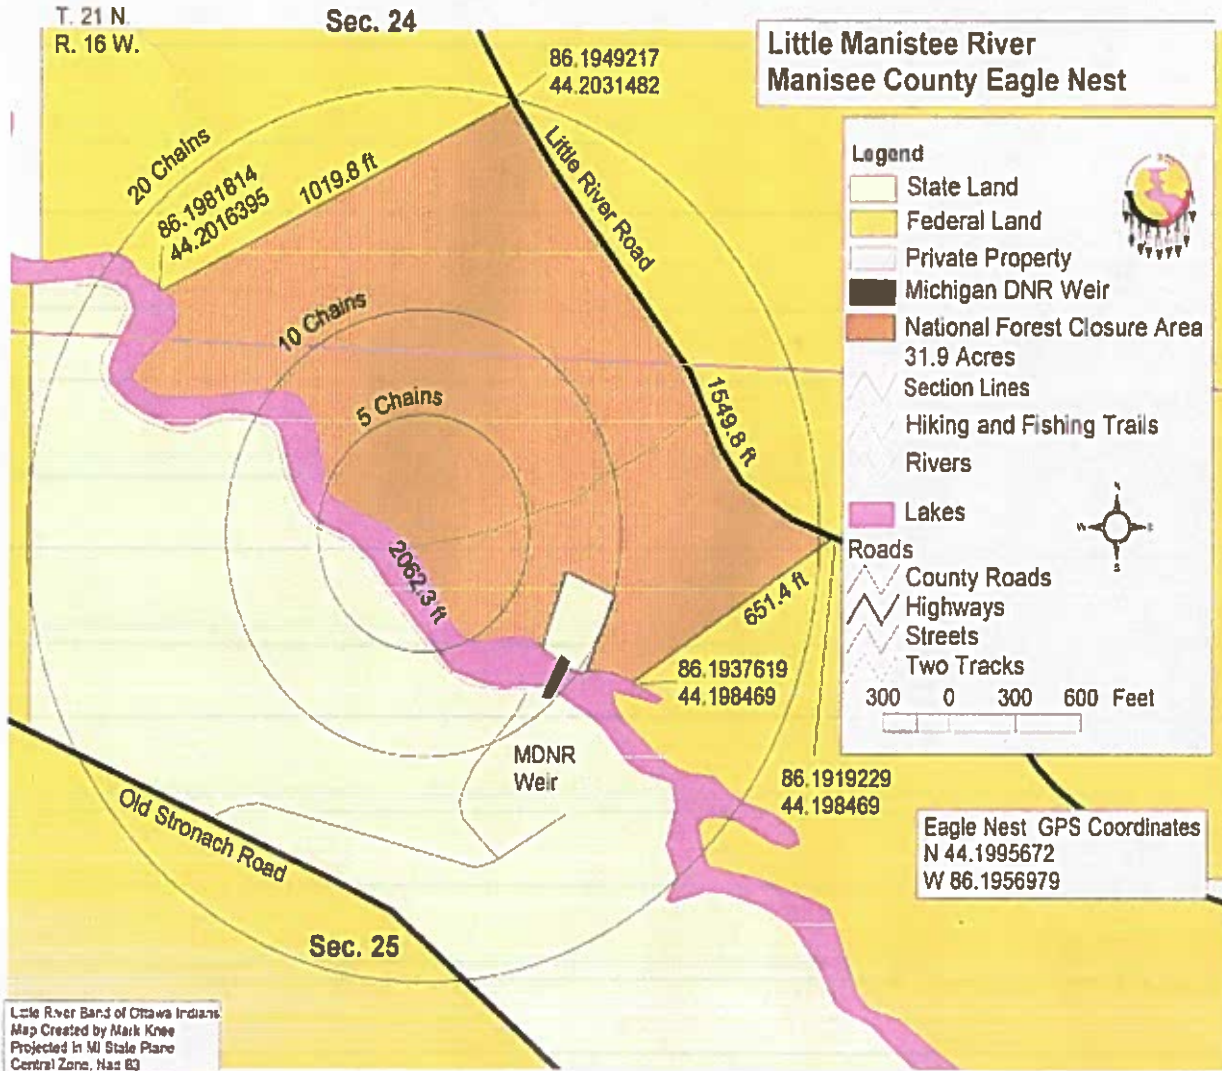 T. 21 N.
R. 16 W.
Sec. 24
Little Manistee River
Manisee County Eagle Nest
86.1949217
44.2031482
20 Chains
86.1981814
44.2016395
1019.8 ft
Little River Road
10 Chains
5 Chains
1549.8 ft
2062.3 ft
651.4 ft
86.1937619
44.198469
86.1919229
44.198469
MDNR
Weir
Old Stronach Road
Sec. 25
Legend
State Land
Federal Land
Private Property
Michigan DNR Weir
National Forest Closure Area
31.9 Acres
Section Lines
Hiking and Fishing Trails
Rivers
Lakes
N
W E
S
Roads
County Roads
Highways
Streets
Two Tracks
300 0 300 600 Feet
Eagle Nest GPS Coordinates
N 44.1995672
W 86.1956979
Little River Band of Ottawa Indians
Map Created by Mark Knee
Projected in MI State Plane
Central Zone, Nad 83